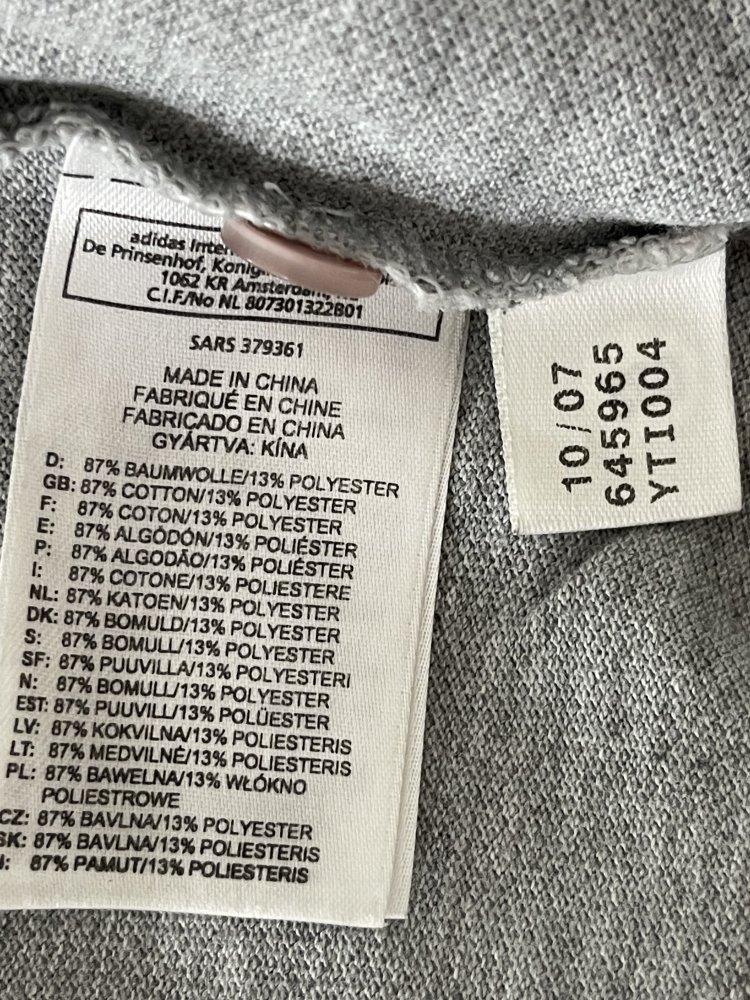 adidas
De Prinsenhof,
1062 KR Amsterdam,
C.I.F./No NL 807301322B01
SARS 379361
MADE IN CHINA
FABRIQUÉ EN CHINE
FABRICADO EN CHINA
GYÁRTVA: KÍNA
D: 87% BAUMWOLLE/13% POLYESTER
GB: 87% COTTON/13% POLYESTER
F: 87% COTON/13% POLYESTER
E: 87% ALGÓDÓN/13% POLIÉSTER
P: 87% ALGODÃO/13% POLIÉSTER
I: 87% COTONE/13% POLIESTERE
NL: 87% KATOEN/13% POLYESTER
DK: 87% BOMULD/13% POLYESTER
S: 87% BOMULL/13% POLYESTER
SF: 87% PUUVILLA/13% POLYESTERI
N: 87% BOMULL/13% POLYESTER
EST: 87% PUUVILL/13% POLÜESTER
LV: 87% KOKVILNA/13% POLIESTERIS
LT: 87% MEDVILNĖ/13% POLIESTERIS
PL: 87% BAWEŁNA/13% WŁÓKNO
POLIESTROWE
CZ: 87% BAVLNA/13% POLYESTER
SK: 87% BAVLNA/13% POLYESTERIS
87% PAMUT/13% POLIESTERIS
10/07
645965
YTI004